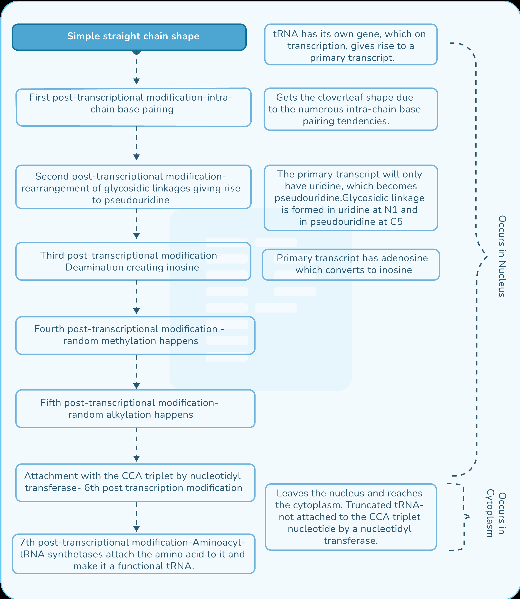 Simple straight chain shape
tRNA has its own gene, which on
transcription, gives rise to a
primary transcript.
First post-transcriptional modification-intra-
chain base pairing
Gets the cloverleaf shape due
to the numerous intra-chain base
pairing tendencies.
Second post-transcriptional modification-
rearrangement of glycosidic linkages giving rise
to pseudouridine
The primary transcript will only
have uridine, which becomes
pseudouridine.Glycosidic linkage
is formed in uridine at N1 and
in pseudouridine at C5
Third post-transcriptional modification
Deamination creating inosine
Primary transcript has adenosine
which converts to inosine
Occurs in Nucleus
Fourth post-transcriptional modification -
random methylation happens
Fifth post-transcriptional modification-
random alkylation happens
Attachment with the CCA triplet by nucleotidyl
transferase- 6th post transcription modification
Leaves the nucleus and reaches
the cytoplasm. Truncated tRNA-
not attached to the CCA triplet
nucleotide by a nucleotidyl
transferase.
Occurs in
Cytoplasm
7th post-transcriptional modification-Aminoacyl-
tRNA synthetases attach the amino acid to it and
make it a functional tRNA.